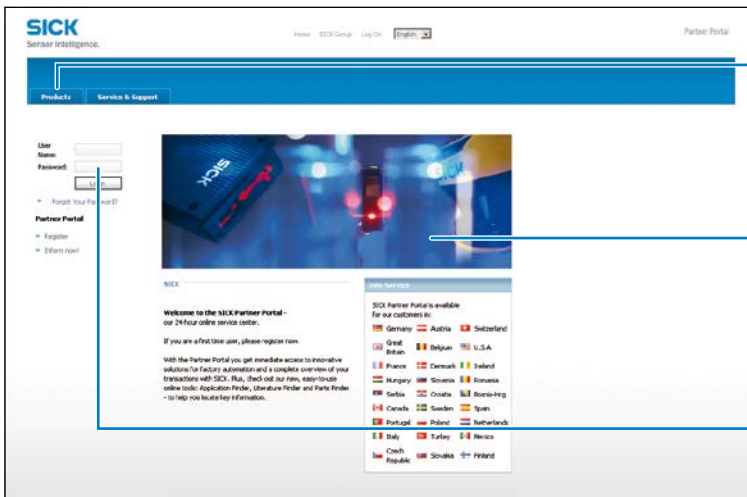 SICK
Sensor Intelligence.
Home SICK Group Log On English
Partner Portal
Products Service & Support
User Name:
Password:
Login
Forgot Your Password?
Partner Portal
Register
Inform now!
SICK
SICK
SICK
Welcome to the SICK Partner Portal -
our 24-hour online service center.
If you are a first time user, please register now.
With the Partner Portal you get immediate access to innovative
solutions for factory automation and a complete overview of your
transactions with SICK. Plus, check out our new, easy-to-use
online tools: Application Finder, Literature Finder and Parts Finder
- to help you locate key information.
Info Service
SICK Partner Portal is available
for our customers in:
Germany Austria Switzerland
Great Britain Belgium U.S.A
France Denmark Ireland
Hungary Slovenia Romania
Serbia Croatia Bosnia-Hrg.
Canada Sweden Spain
Portugal Poland Netherlands
Italy Turkey Mexico
Czech Republic Slovakia Finland